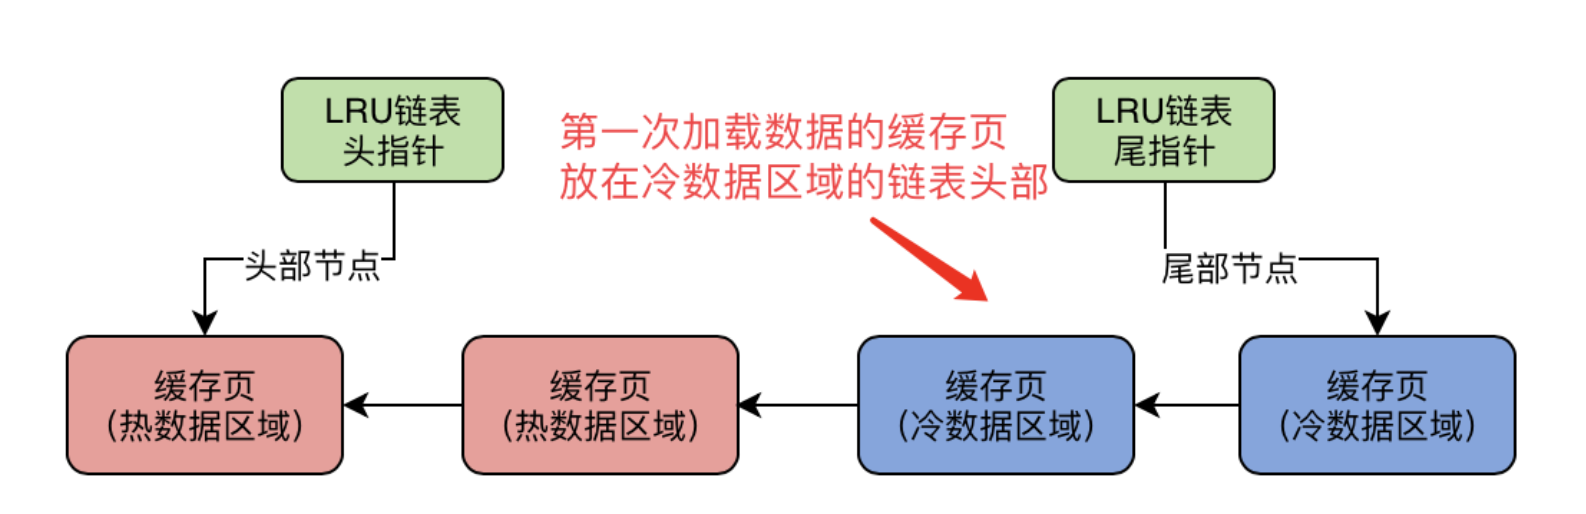 LRU链表
头指针
第一次加载数据的缓存页
放在冷数据区域的链表头部
LRU链表
尾指针
头部节点
尾部节点
缓存页
(热数据区域)
缓存页
(热数据区域)
缓存页
(冷数据区域)
缓存页
(冷数据区域)